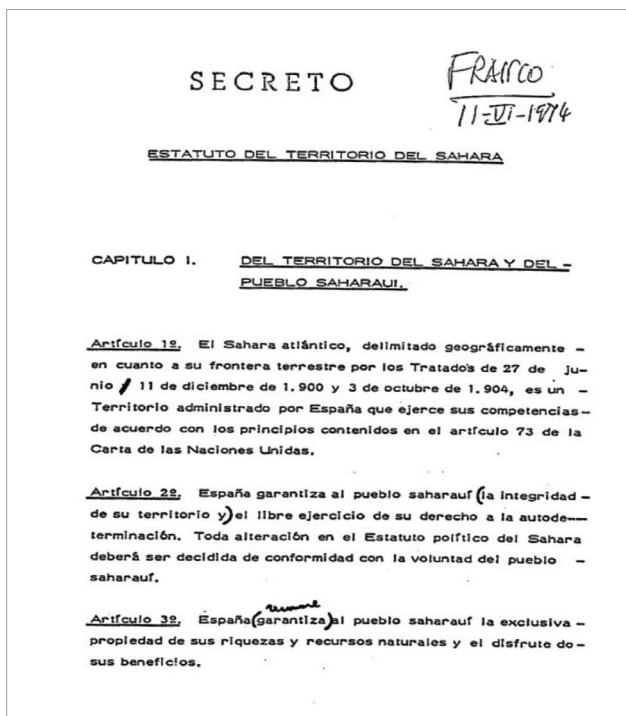 SECRETO
FRANCO
11-VI-1974
ESTATUTO DEL TERRITORIO DEL SAHARA
CAPITULO I. DEL TERRITORIO DEL SAHARA Y DEL -
PUEBLO SAHARAUI.
Artículo 1º. El Sahara atlántico, delimitado geográficamente -
en cuanto a su frontera terrestre por los Tratados de 27 de ju-
nio / 11 de diciembre de 1.900 y 3 de octubre de 1.904, es un -
Territorio administrado por España que ejerce sus competencias -
de acuerdo con los principios contenidos en el artículo 73 de la
Carta de las Naciones Unidas.
Artículo 2º. España garantiza al pueblo saharauí (la integridad -
de su territorio y) el libre ejercicio de su derecho a la autode--
terminación. Toda alteración en el Estatuto político del Sahara
deberá ser decidida de conformidad con la voluntad del pueblo -
saharauí.
Artículo 3º. España (garantiza) al pueblo saharauí la exclusiva -
propiedad de sus riquezas y recursos naturales y el disfrute de -
sus beneficios.